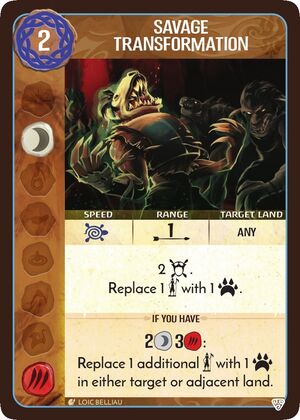 2
SAVAGE
TRANSFORMATION
SPEED
RANGE
TARGET LAND
1
ANY
2 .
Replace 1 with 1 .
IF YOU HAVE
2 3 :
Replace 1 additional with 1
in either target or adjacent land.
LOIC BELLIAU